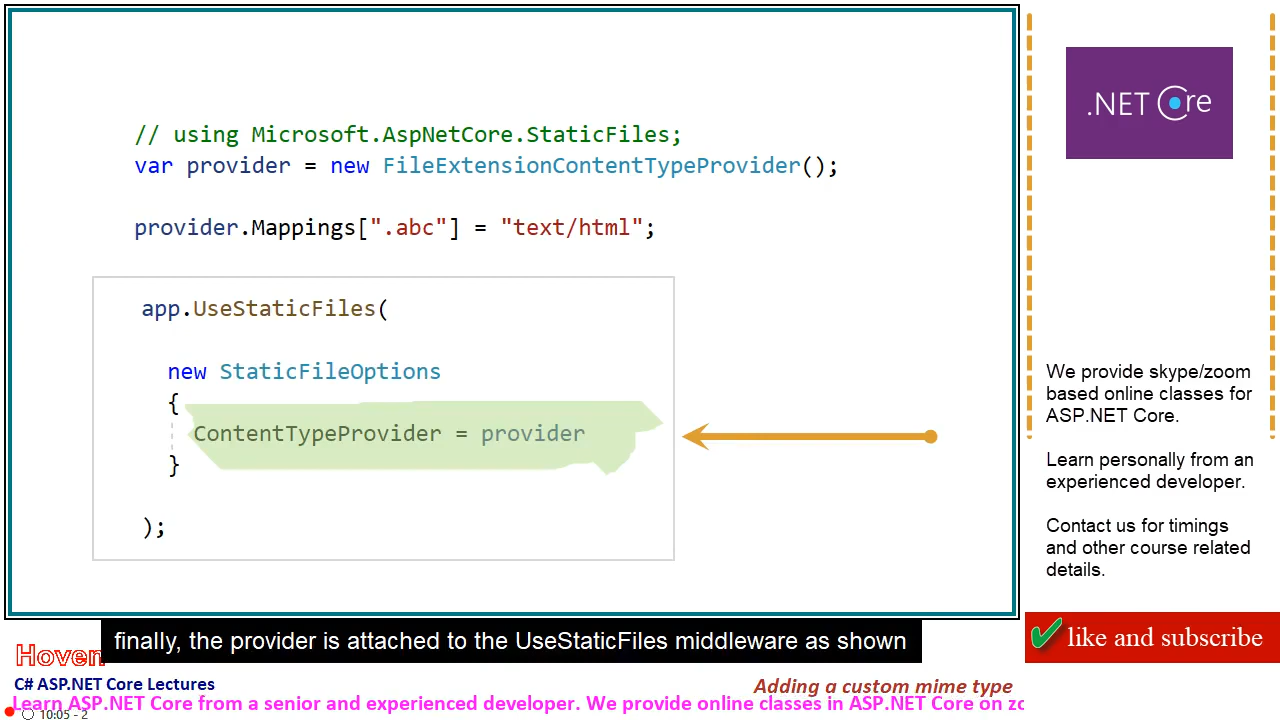 // using Microsoft.AspNetCore.StaticFiles;
var provider = new FileExtensionContentTypeProvider();
provider.Mappings[".abc"] = "text/html";
app.UseStaticFiles(
new StaticFileOptions
{
ContentTypeProvider = provider
}
);
finally, the provider is attached to the UseStaticFiles middleware as shown
Hoven
C# ASP.NET Core Lectures
Adding a custom mime type
Learn ASP.NET Core from a senior and experienced developer. We provide online classes in ASP.NET Core on zo
10:05 - 2
.NET Core
We provide skype/zoom
based online classes for
ASP.NET Core.
Learn personally from an
experienced developer.
Contact us for timings
and other course related
details.
like and subscribe